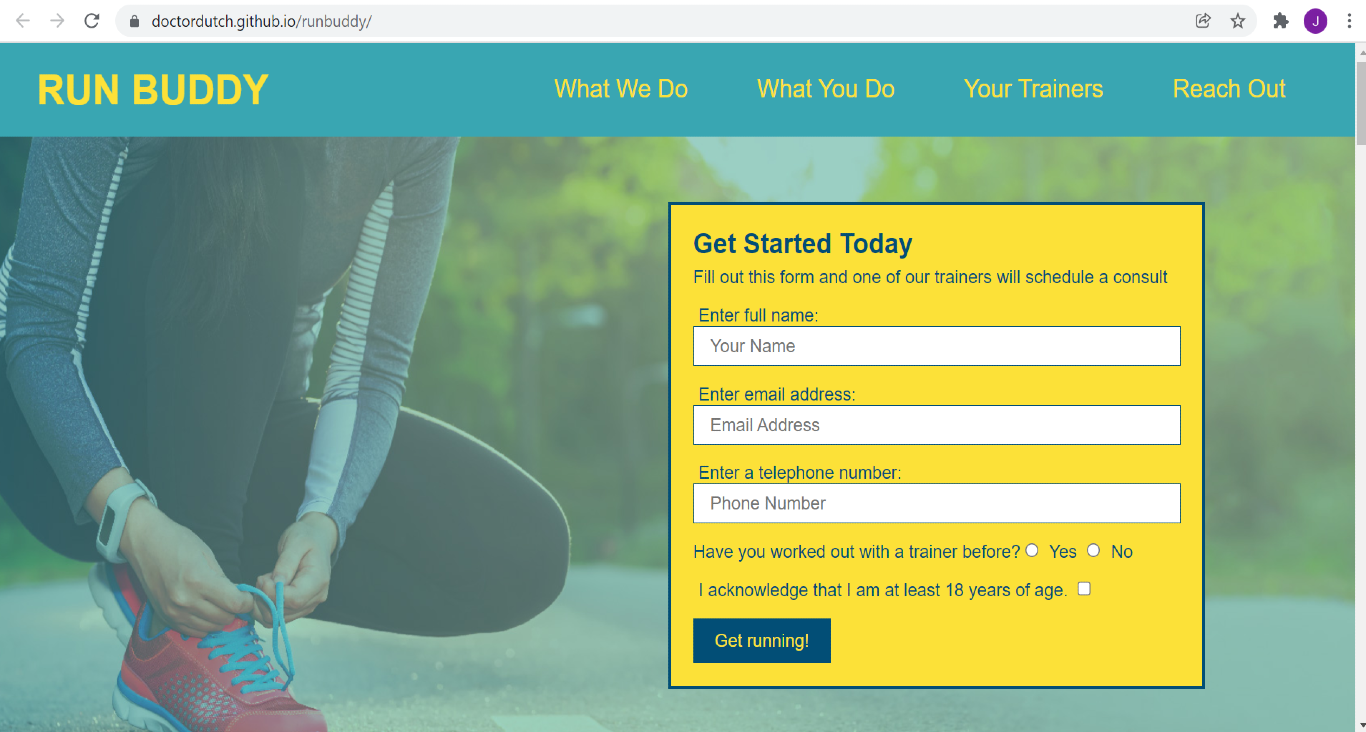 doctordutch.github.io/runbuddy/
J
RUN BUDDY
What We Do
What You Do
Your Trainers
Reach Out
Get Started Today
Fill out this form and one of our trainers will schedule a consult
Enter full name:
Your Name
Enter email address:
Email Address
Enter a telephone number:
Phone Number
Have you worked out with a trainer before? Yes No
I acknowledge that I am at least 18 years of age.
Get running!